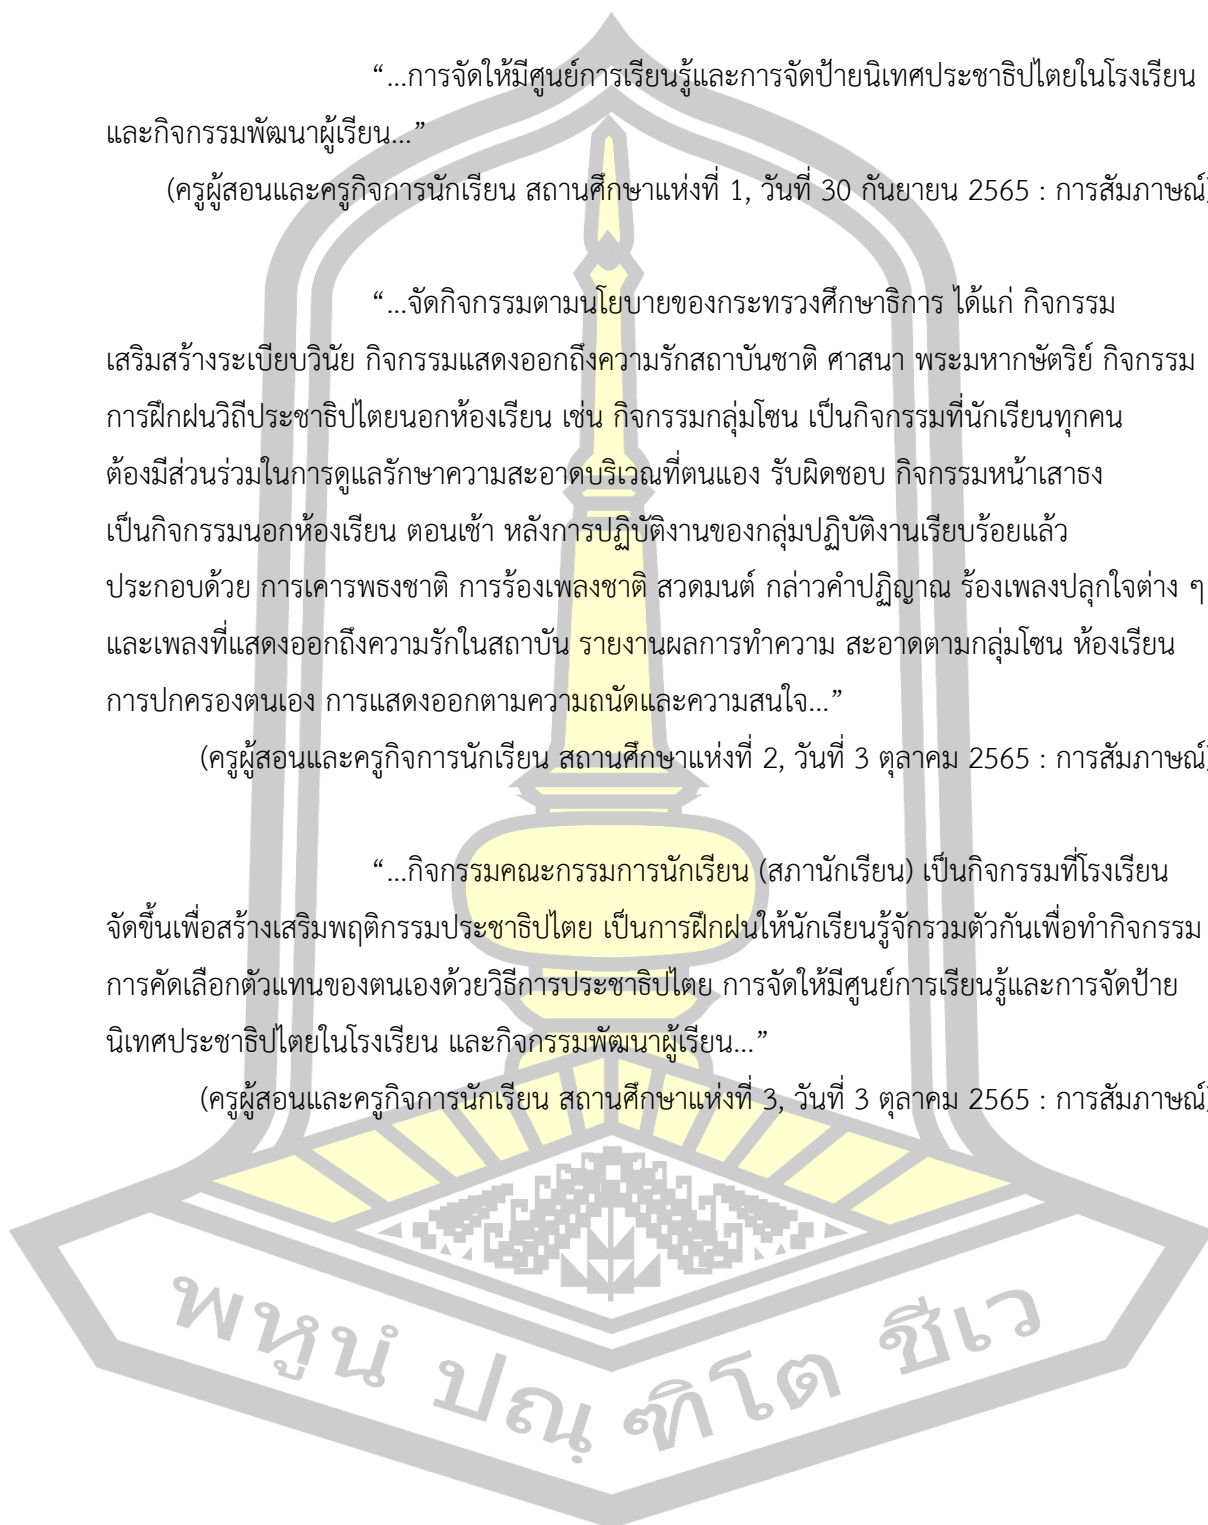 “...การจัดให้มีศูนย์การเรียนรู้และการจัดป้ายนิเทศประชาธิปไตยในโรงเรียน
และกิจกรรมพัฒนาผู้เรียน...”
(ครูผู้สอนและครูกิจการนักเรียน สถานศึกษาแห่งที่ 1, วันที่ 30 กันยายน 2565 : การสัมภาษณ์)
“...จัดกิจกรรมตามนโยบายของกระทรวงศึกษาธิการ ได้แก่ กิจกรรม
เสริมสร้างระเบียบวินัย กิจกรรมแสดงออกถึงความรักสถาบันชาติ ศาสนา พระมหากษัตริย์ กิจกรรม
การฝึกฝนวิถีประชาธิปไตยนอกห้องเรียน เช่น กิจกรรมกลุ่มโซน เป็นกิจกรรมที่นักเรียนทุกคน
ต้องมีส่วนร่วมในการดูแลรักษาความสะอาดบริเวณที่ตนแอง รับผิดชอบ กิจกรรมหน้าเสาธง
เป็นกิจกรรมนอกห้องเรียน ตอนเช้า หลังการปฏิบัติงานของกลุ่มปฏิบัติงานเรียบร้อยแล้ว
ประกอบด้วย การเคารพธงชาติ การร้องเพลงชาติ สวดมนต์ กล่าวคำปฏิญาณ ร้องเพลงปลุกใจต่าง ๆ
และเพลงที่แสดงออกถึงความรักในสถาบัน รายงานผลการทำความ สะอาดตามกลุ่มโซน ห้องเรียน
การปกครองตนเอง การแสดงออกตามความถนัดและความสนใจ...”
(ครูผู้สอนและครูกิจการนักเรียน สถานศึกษาแห่งที่ 2, วันที่ 3 ตุลาคม 2565 : การสัมภาษณ์)
“...กิจกรรมคณะกรรมการนักเรียน (สภานักเรียน) เป็นกิจกรรมที่โรงเรียน
จัดขึ้นเพื่อสร้างเสริมพฤติกรรมประชาธิปไตย เป็นการฝึกฝนให้นักเรียนรู้จักรวมตัวกันเพื่อทำกิจกรรม
การคัดเลือกตัวแทนของตนเองด้วยวิธีการประชาธิปไตย การจัดให้มีศูนย์การเรียนรู้และการจัดป้าย
นิเทศประชาธิปไตยในโรงเรียน และกิจกรรมพัฒนาผู้เรียน...”
(ครูผู้สอนและครูกิจการนักเรียน สถานศึกษาแห่งที่ 3, วันที่ 3 ตุลาคม 2565 : การสัมภาษณ์)
พหูนํ ปณฺ ฑิโต ชีเว